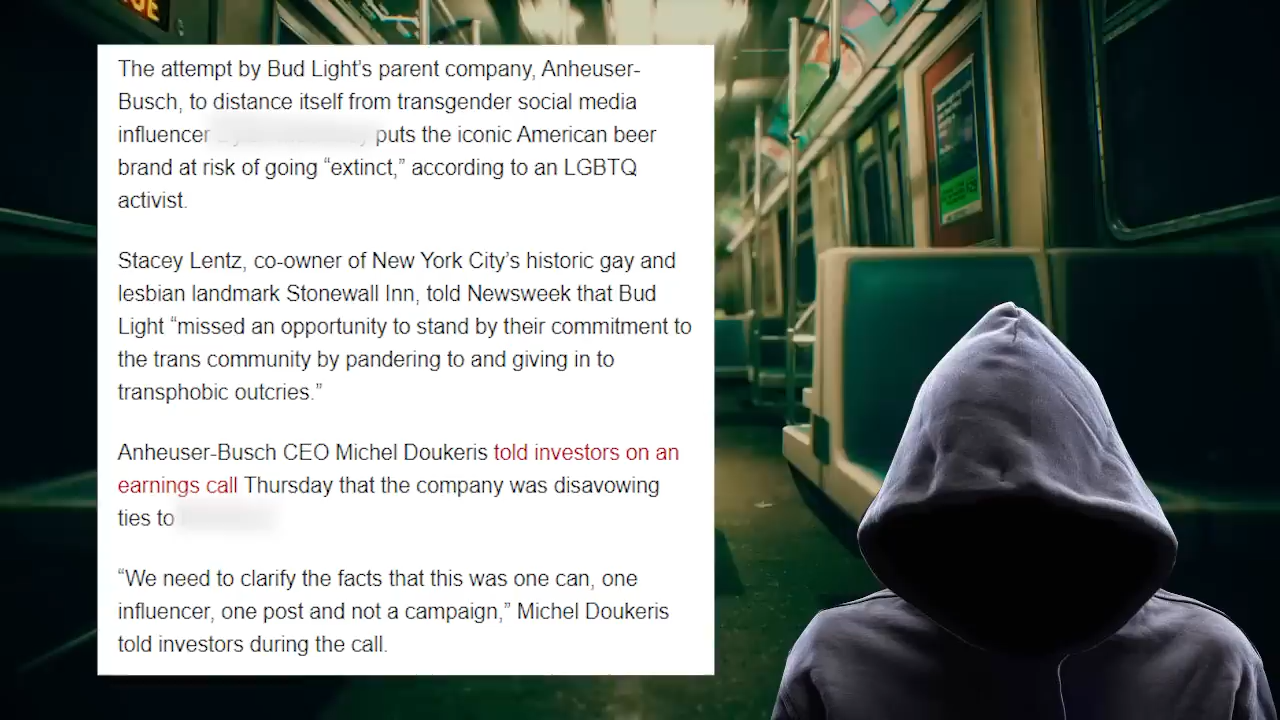 The attempt by Bud Light's parent company, Anheuser-
Busch, to distance itself from transgender social media
influencer puts the iconic American beer
brand at risk of going “extinct,” according to an LGBTQ
activist.
Stacey Lentz, co-owner of New York City's historic gay and
lesbian landmark Stonewall Inn, told Newsweek that Bud
Light “missed an opportunity to stand by their commitment to
the trans community by pandering to and giving in to
transphobic outcries.”
Anheuser-Busch CEO Michel Doukeris told investors on an
earnings call Thursday that the company was disavowing
ties to
“We need to clarify the facts that this was one can, one
influencer, one post and not a campaign,” Michel Doukeris
told investors during the call.